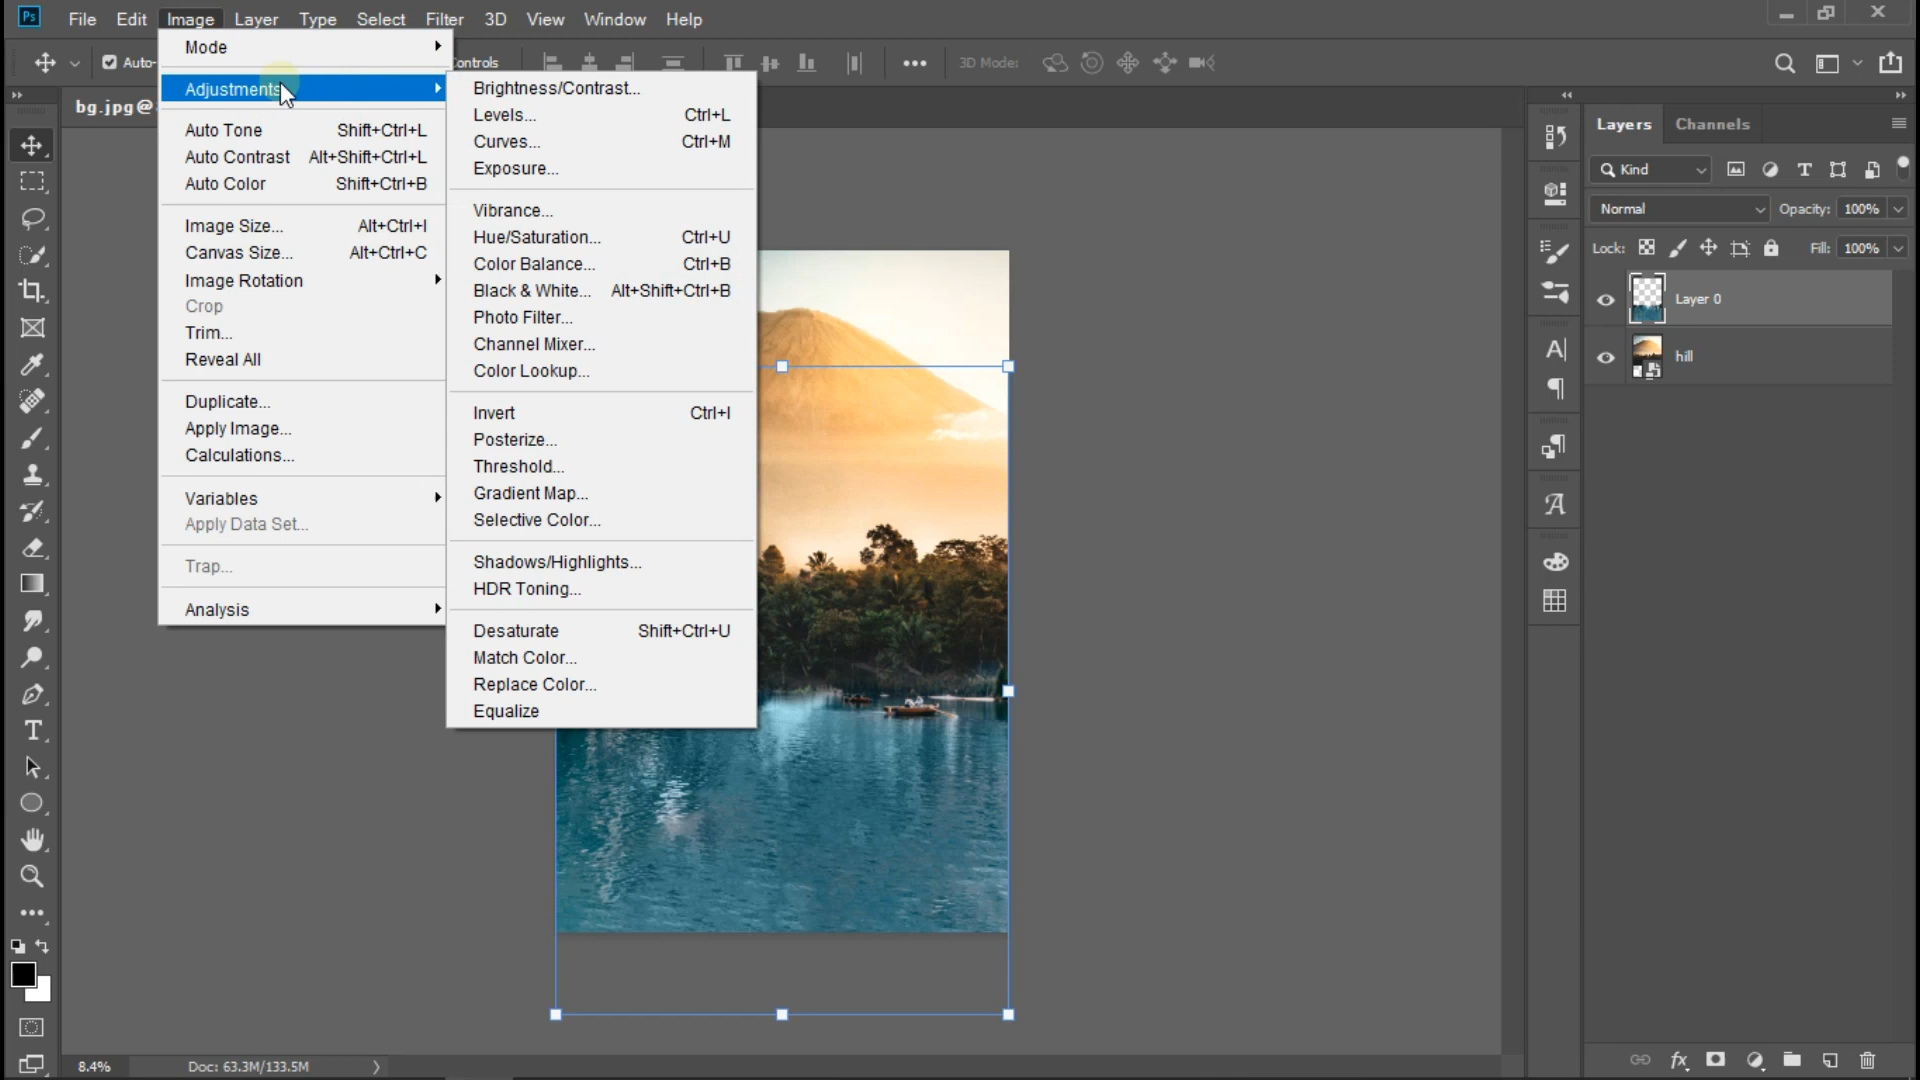 Ps File Edit Image Layer Type Select Filter 3D View Window Help
Auto- Controls 3D Mode:
bg.jpg@
Mode
Adjustments
Auto Tone Shift+Ctrl+L
Auto Contrast Alt+Shift+Ctrl+L
Auto Color Shift+Ctrl+B
Image Size... Alt+Ctrl+I
Canvas Size... Alt+Ctrl+C
Image Rotation
Crop
Trim...
Reveal All
Duplicate...
Apply Image...
Calculations...
Variables
Apply Data Set...
Trap...
Analysis
Brightness/Contrast...
Levels... Ctrl+L
Curves... Ctrl+M
Exposure...
Vibrance...
Hue/Saturation... Ctrl+U
Color Balance... Ctrl+B
Black & White... Alt+Shift+Ctrl+B
Photo Filter...
Channel Mixer...
Color Lookup...
Invert Ctrl+I
Posterize...
Threshold...
Gradient Map...
Selective Color...
Shadows/Highlights...
HDR Toning...
Desaturate Shift+Ctrl+U
Match Color...
Replace Color...
Equalize
Layers Channels
Kind
Normal Opacity: 100%
Lock: Fill: 100%
Layer 0
hill
8.4% Doc: 63.3M/133.5M